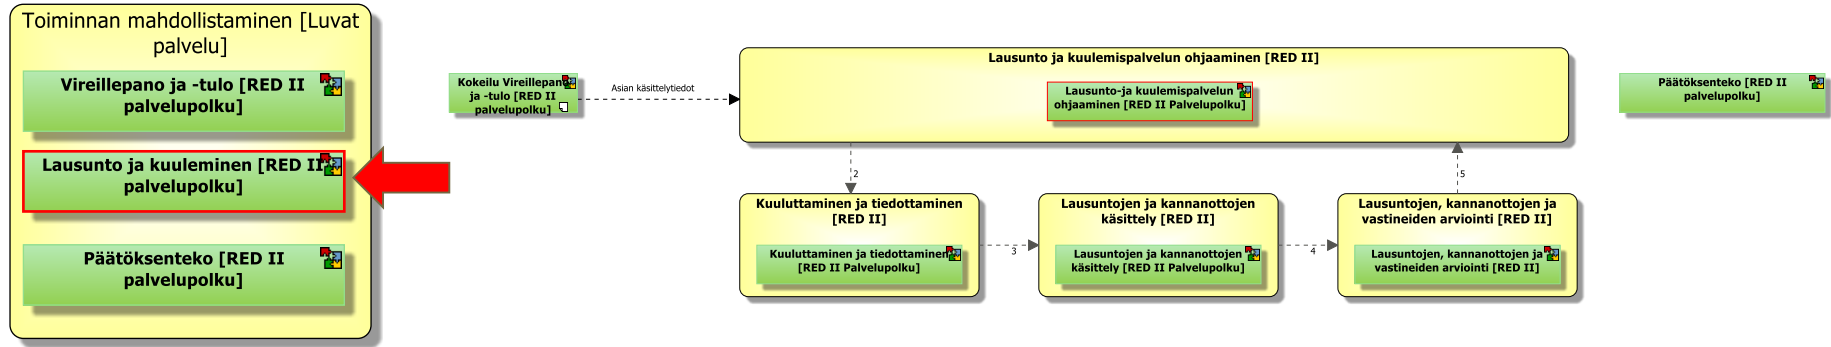 Toiminnan mahdollistaminen [Luvat
palvelu]
Vireillepano ja -tulo [RED II
palvelupolku]
Lausunto ja kuuleminen [RED II
palvelupolku]
Päätöksenteko [RED II
palvelupolku]
Kokeilu Vireillepano
ja -tulo [RED II
palvelupolku]
Asian käsittelytiedot
Lausunto ja kuulemispalvelun ohjaaminen [RED II]
Lausunto-ja kuulemispalvelun
ohjaaminen [RED II Palvelupolku]
2
Kuuluttaminen ja tiedottaminen
[RED II]
Kuuluttaminen ja tiedottaminen
[RED II Palvelupolku]
3
Lausuntojen ja kannanottojen
käsittely [RED II]
Lausuntojen ja kannanottojen
käsittely [RED II Palvelupolku]
4
Lausuntojen, kannanottojen ja
vastineiden arviointi [RED II]
Lausuntojen, kannanottojen ja
vastineiden arviointi [RED II]
5
Päätöksenteko [RED II
palvelupolku]